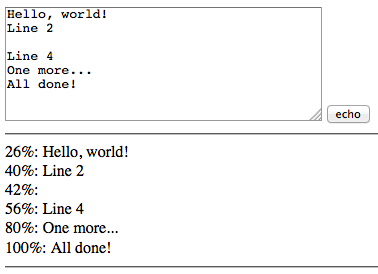 Hello, world!
Line 2

Line 4
One more...
All done!
echo
26%: Hello, world!
40%: Line 2
42%:
56%: Line 4
80%: One more...
100%: All done!